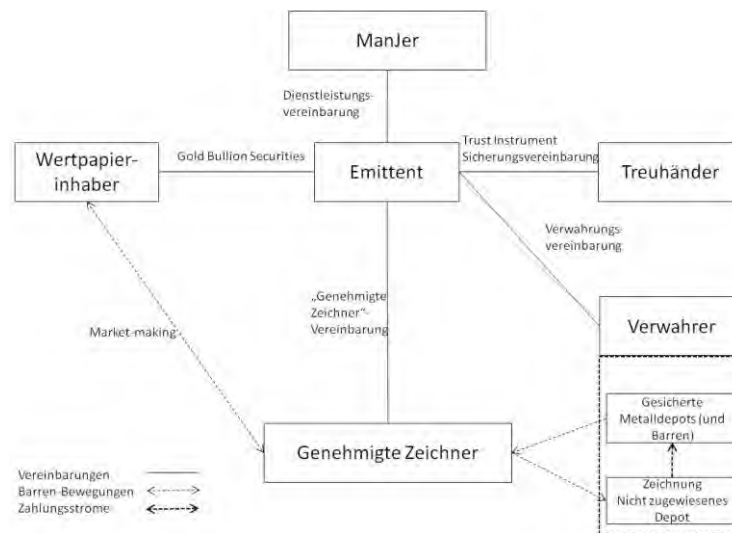 ManJer
Dienstleistungs-
vereinbarung
Wertpapier-
inhaber
Gold Bullion Securities
Emittent
Trust Instrument
Sicherungsvereinbarung
Treuhänder
Verwahrungs
vereinbarung
„Genehmigte
Zeichner“-
Vereinbarung
Market-making
Verwahrer
Gesicherte
Metalldepots (und
Barren)
Genehmigte Zeichner
Zeichnung
Nicht zugewiesenes
Depot
Vereinbarungen
Barren-Bewegungen
Zahlungsströme